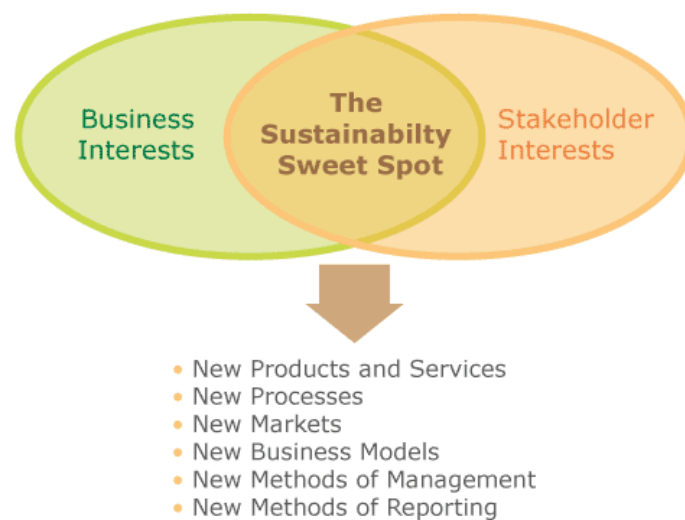 Business
Interests
The
Sustainabilty
Sweet Spot
Stakeholder
Interests
• New Products and Services
• New Processes
• New Markets
• New Business Models
• New Methods of Management
• New Methods of Reporting